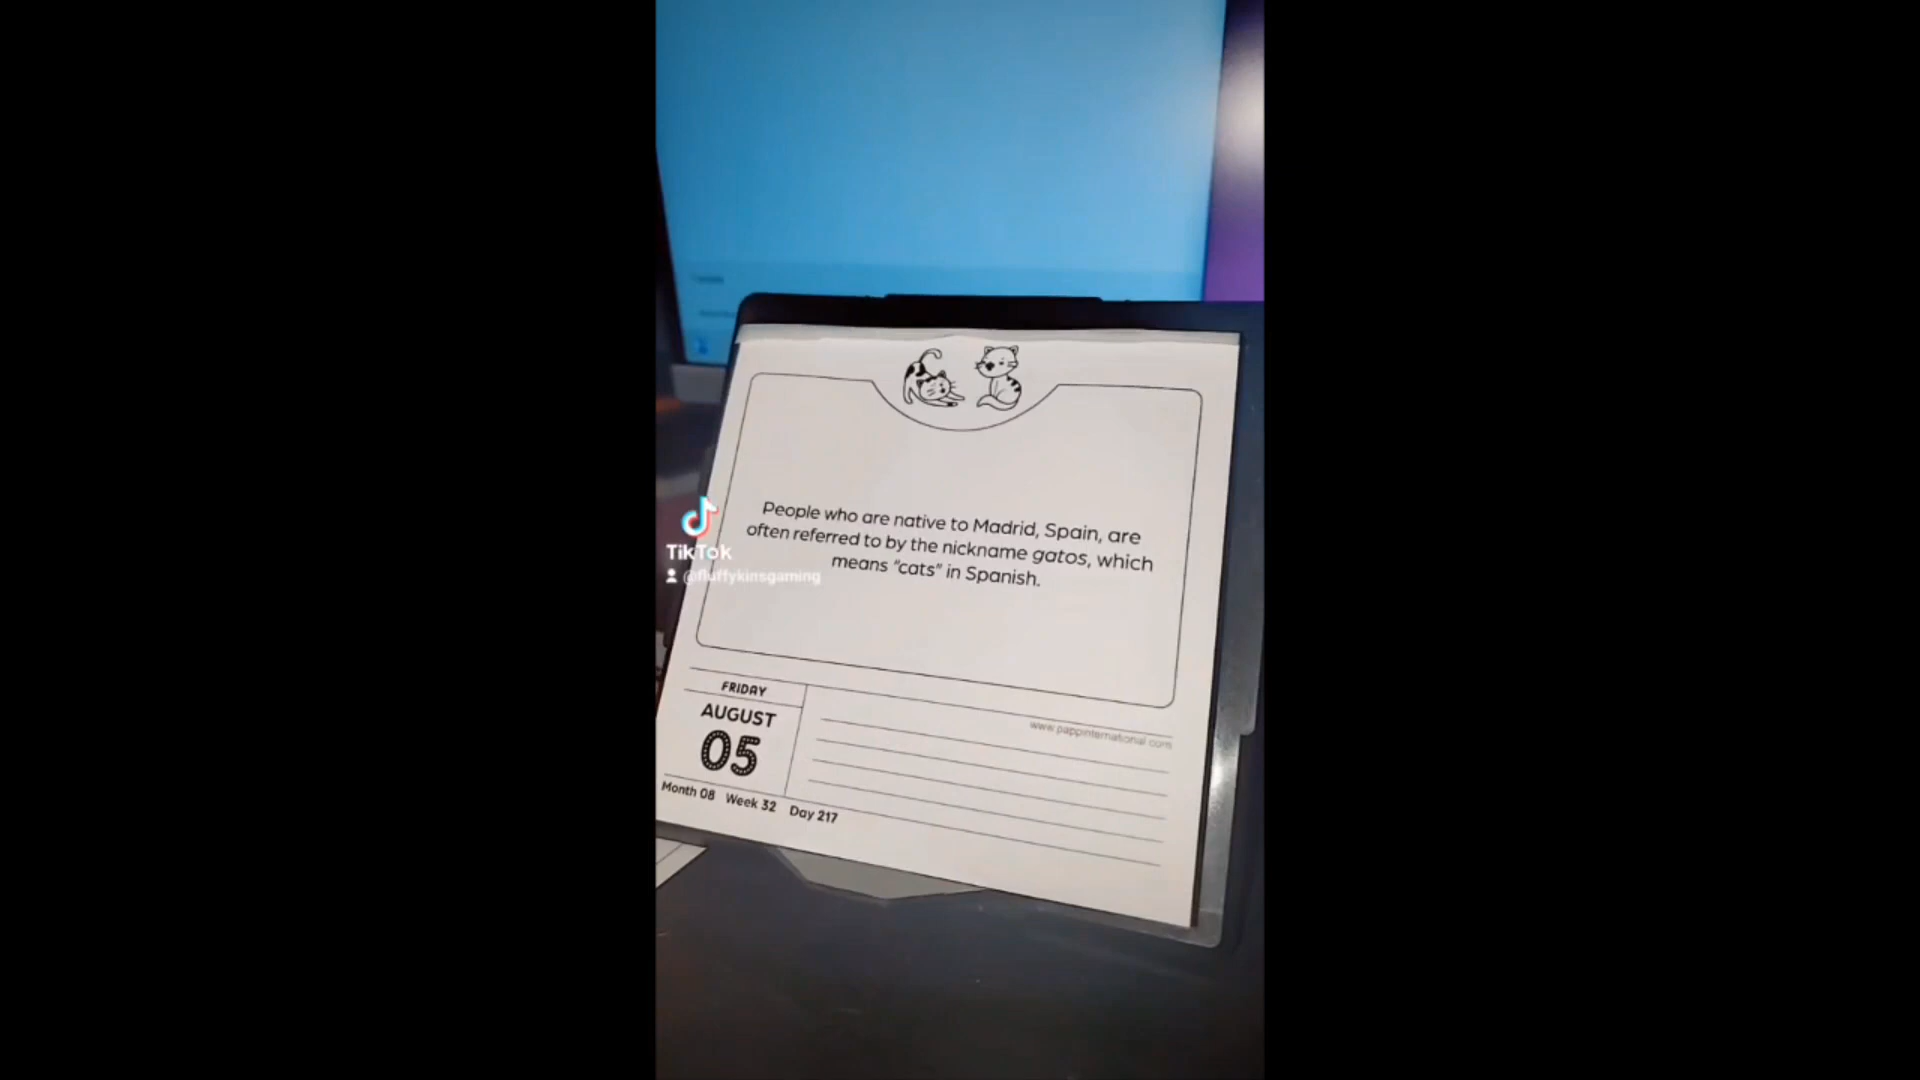 People who are native to Madrid, Spain, are
often referred to by the nickname gatos, which
means "cats" in Spanish.
TikTok
@fluffykinsgaming
FRIDAY
AUGUST
05
www.pappinternational.com
Month 08 Week 32 Day 217